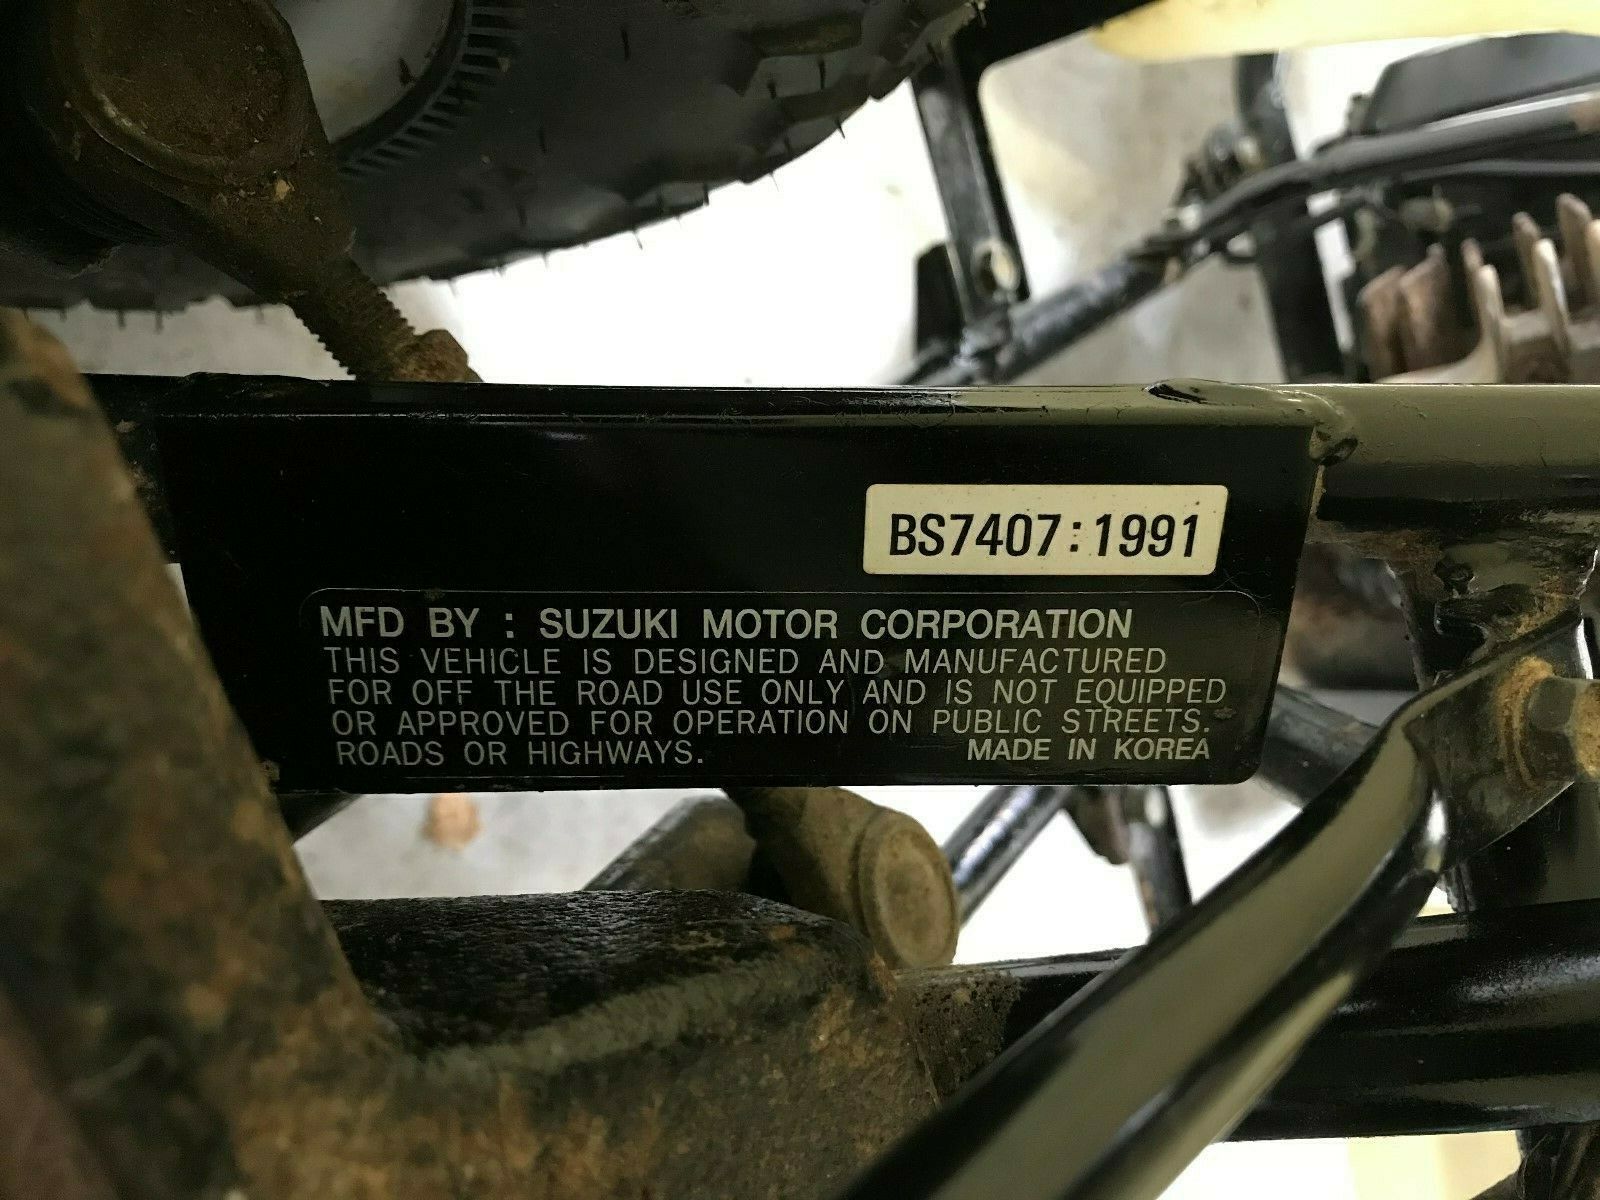 BS7407:1991
MFD BY : SUZUKI MOTOR CORPORATION
THIS VEHICLE IS DESIGNED AND MANUFACTURED
FOR OFF THE ROAD USE ONLY AND IS NOT EQUIPPED
OR APPROVED FOR OPERATION ON PUBLIC STREETS.
ROADS OR HIGHWAYS. MADE IN KOREA